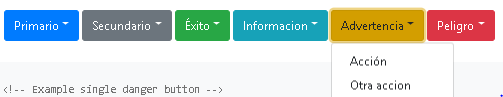 Primario Secundario Éxito Informacion Advertencia Peligro
Acción
Otra accion
<!-- Example single danger button -->